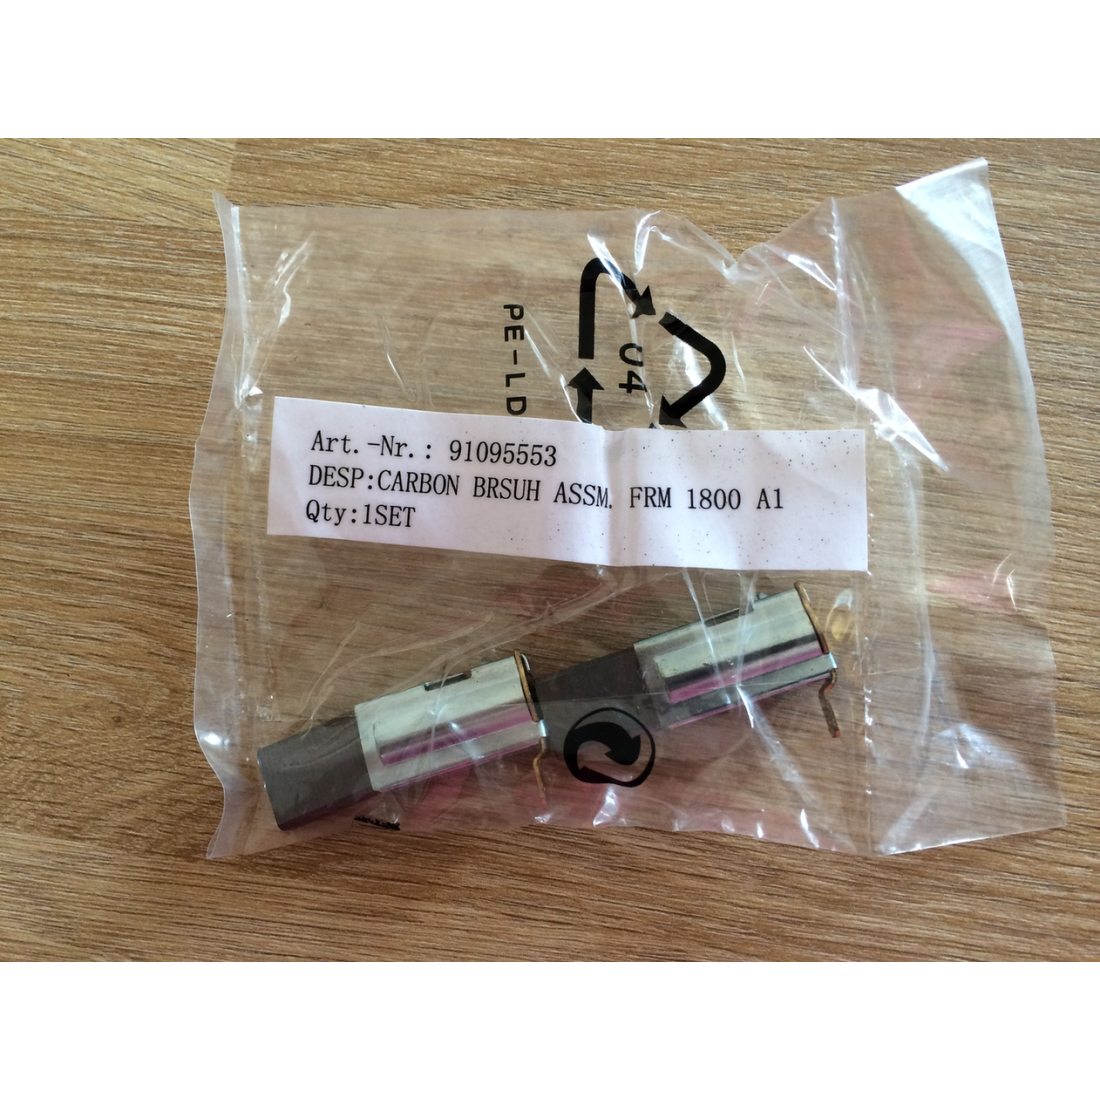 PE-LD
04
Art.-Nr.: 91095553
DESP:CARBON BRSUH ASSM. FRM 1800 A1
Qty:1SET